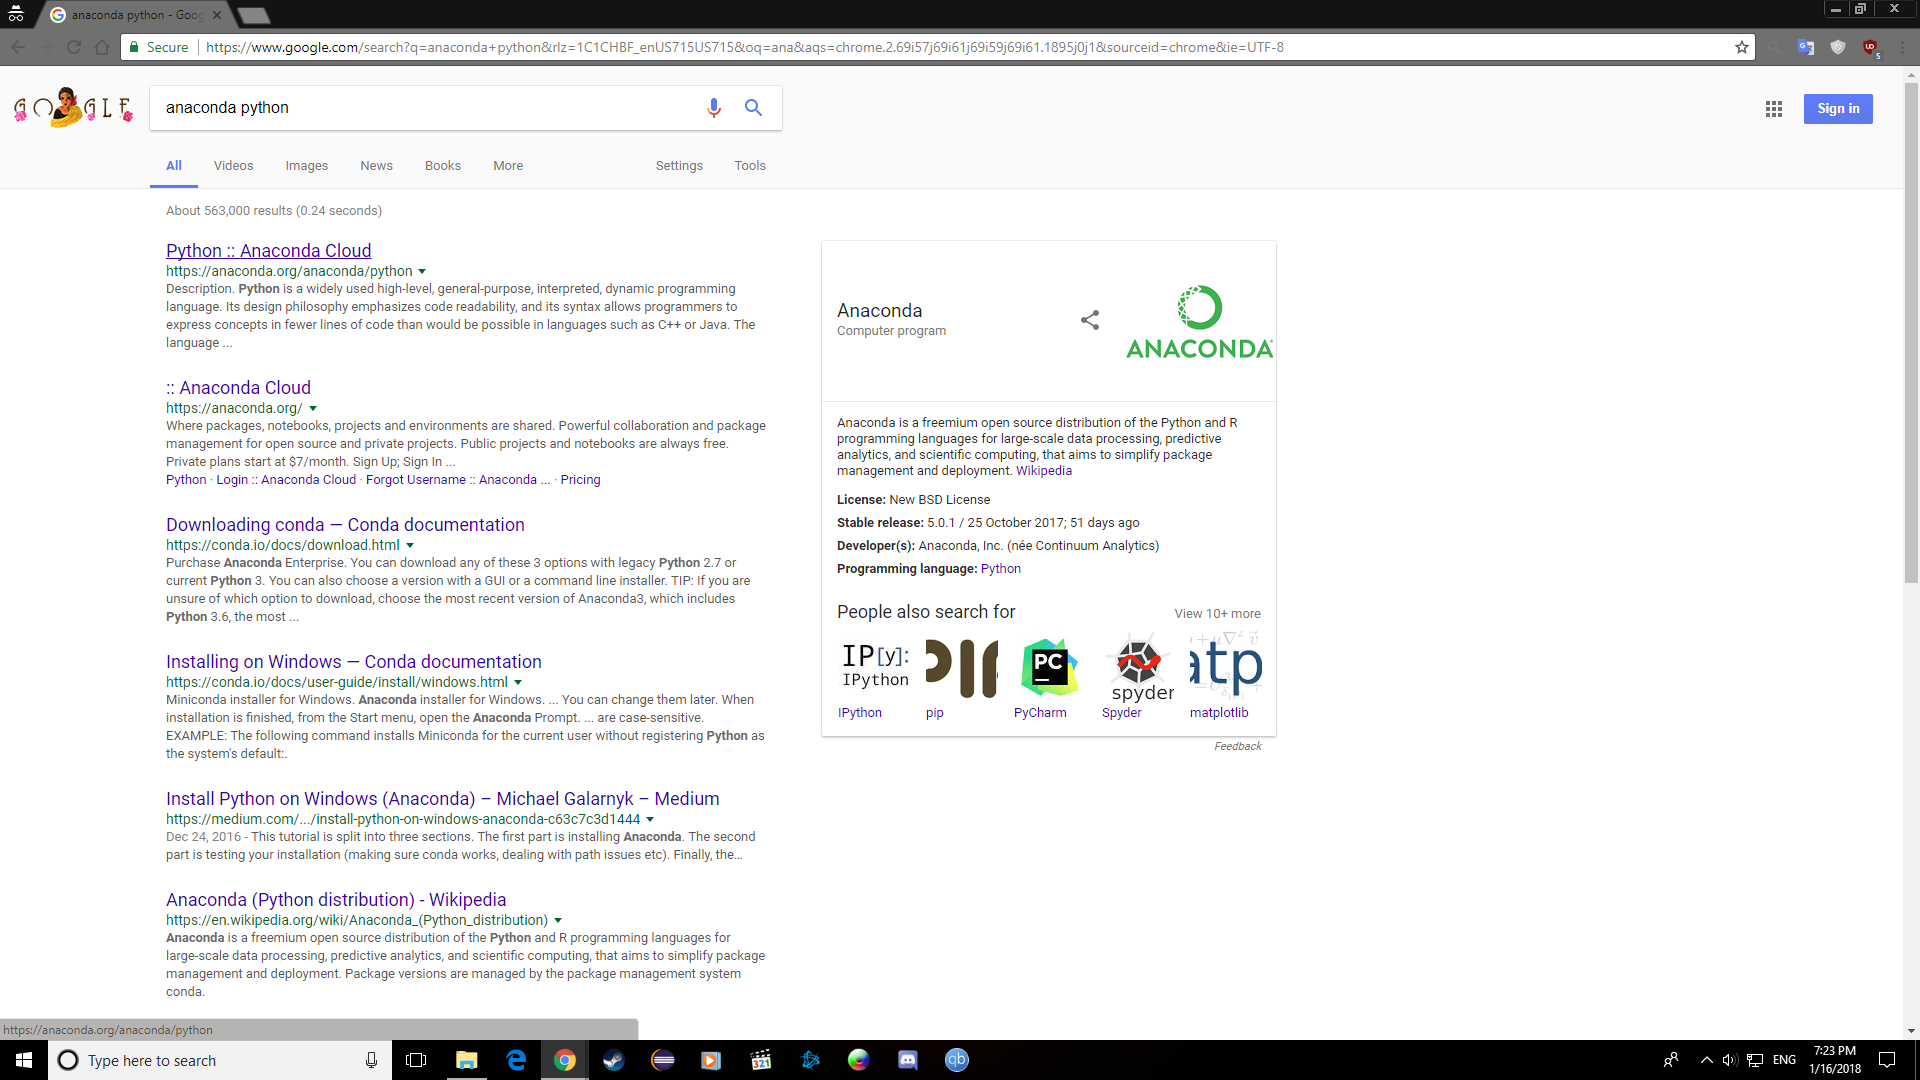 anaconda python - Goo
Secure
https://www.google.com/search?q=anaconda+python&rlz=1C1CHBF_enUS715US715&oq=ana&aqs=chrome.2.69i57j69i61j69i59j69i61.1895j0j1&sourceid=chrome&ie=UTF-8
GOOGLE
anaconda python
Sign in
All Videos Images News Books More Settings Tools
About 563,000 results (0.24 seconds)
Python :: Anaconda Cloud
https://anaconda.org/anaconda/python
Description. Python is a widely used high-level, general-purpose, interpreted, dynamic programming
language. Its design philosophy emphasizes code readability, and its syntax allows programmers to
express concepts in fewer lines of code than would be possible in languages such as C++ or Java. The
language ...
:: Anaconda Cloud
https://anaconda.org/
Where packages, notebooks, projects and environments are shared. Powerful collaboration and package
management for open source and private projects. Public projects and notebooks are always free.
Private plans start at $7/month. Sign Up; Sign In ...
Python · Login :: Anaconda Cloud · Forgot Username :: Anaconda ... · Pricing
Downloading conda — Conda documentation
https://conda.io/docs/download.html
Purchase Anaconda Enterprise. You can download any of these 3 options with legacy Python 2.7 or
current Python 3. You can also choose a version with a GUI or a command line installer. TIP: If you are
unsure of which option to download, choose the most recent version of Anaconda3, which includes
Python 3.6, the most ...
Installing on Windows — Conda documentation
https://conda.io/docs/user-guide/install/windows.html
Miniconda installer for Windows. Anaconda installer for Windows. ... You can change them later. When
installation is finished, from the Start menu, open the Anaconda Prompt. ... are case-sensitive.
EXAMPLE: The following command installs Miniconda for the current user without registering Python as
the system's default:.
Install Python on Windows (Anaconda) – Michael Galarnyk – Medium
https://medium.com/.../install-python-on-windows-anaconda-c63c7c3d1444
Dec 24, 2016 - This tutorial is split into three sections. The first part is installing Anaconda. The second
part is testing your installation (making sure conda works, dealing with path issues etc). Finally, the...
Anaconda (Python distribution) - Wikipedia
https://en.wikipedia.org/wiki/Anaconda_(Python_distribution)
Anaconda is a freemium open source distribution of the Python and R programming languages for
large-scale data processing, predictive analytics, and scientific computing, that aims to simplify package
management and deployment. Package versions are managed by the package management system
conda.
Anaconda
Computer program
ANACONDA
Anaconda is a freemium open source distribution of the Python and R
programming languages for large-scale data processing, predictive
analytics, and scientific computing, that aims to simplify package
management and deployment. Wikipedia
License: New BSD License
Stable release: 5.0.1 / 25 October 2017; 51 days ago
Developer(s): Anaconda, Inc. (née Continuum Analytics)
Programming language: Python
People also search for
View 10+ more
IP[y]:
IPython
PC
spyder
atp
IPython pip PyCharm Spyder matplotlib
Feedback
https://anaconda.org/anaconda/python
Type here to search
321
qb
ENG
7:23 PM
1/16/2018